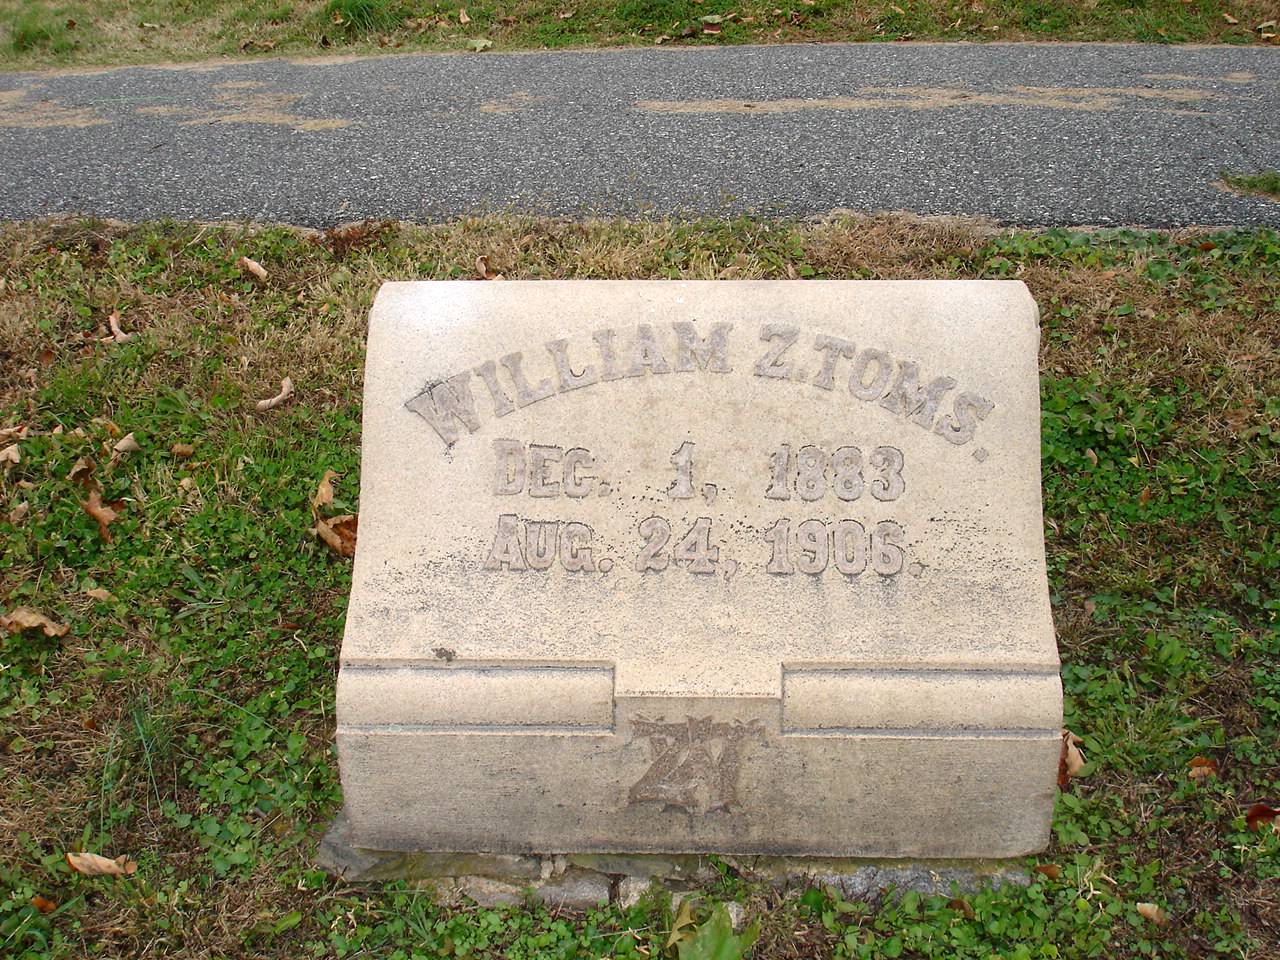 WILLIAM Z. TOMS.
DEC. 1, 1883
AUG. 24, 1906.